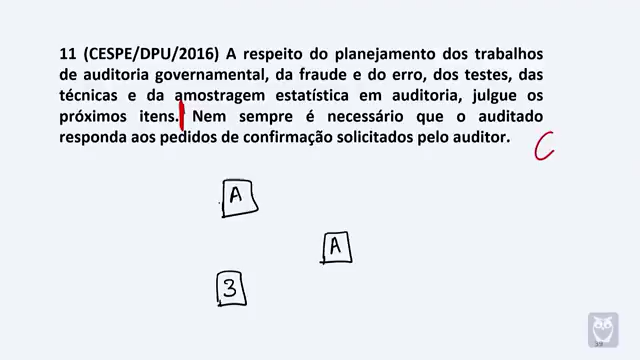 11 (CESPE/DPU/2016) A respeito do planejamento dos trabalhos
de auditoria governamental, da fraude e do erro, dos testes, das
técnicas e da amostragem estatística em auditoria, julgue os
próximos itens. Nem sempre é necessário que o auditado
responda aos pedidos de confirmação solicitados pelo auditor.
C
A
A
3